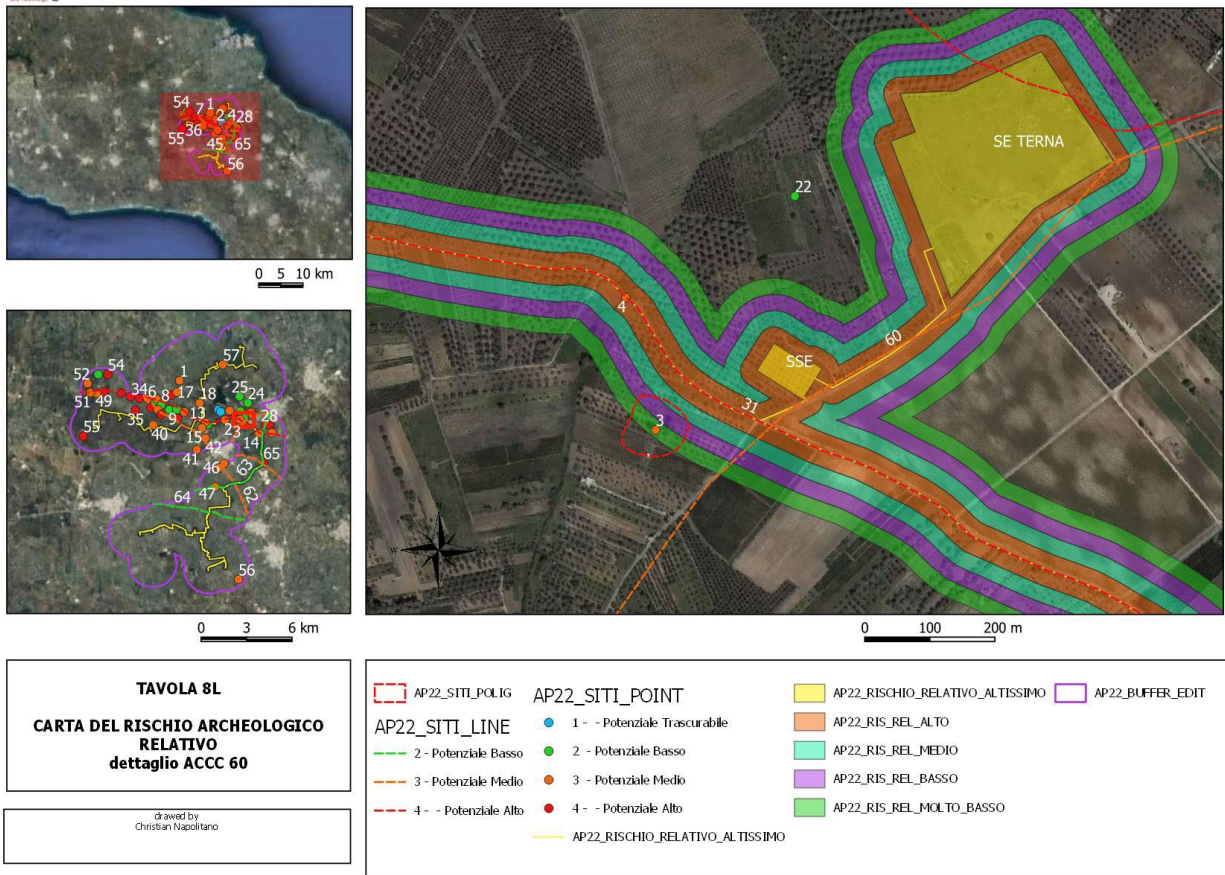 54
7
1
2
4
28
36
55
45
65
56
0 5 10 km
52
54
57
1
51
49
34
6
8
17
18
25
24
35
9
13
28
55
40
15
23
14
41
42
46
63
65
47
62
64
56
0 3 6 km
SE TERNA
22
4
60
SSE
31
3
W
0 100 200 m
TAVOLA 8L
CARTA DEL RISCHIO ARCHEOLOGICO
RELATIVO
dettaglio ACCC 60
drawed by
Christian Napolitano
AP22_SITI_POLIG
AP22_SITI_LINE
2 - Potenziale Basso
3 - Potenziale Medio
4 - - Potenziale Alto
AP22_SITI_POINT
1 - - Potenziale Trascurabile
2 - Potenziale Basso
3 - Potenziale Medio
4 - - Potenziale Alto
AP22_RISCHIO_RELATIVO_ALTISSIMO
AP22_RISCHIO_RELATIVO_ALTISSIMO
AP22_RIS_REL_ALTO
AP22_RIS_REL_MEDIO
AP22_RIS_REL_BASSO
AP22_RIS_REL_MOLTO_BASSO
AP22_BUFFER_EDIT